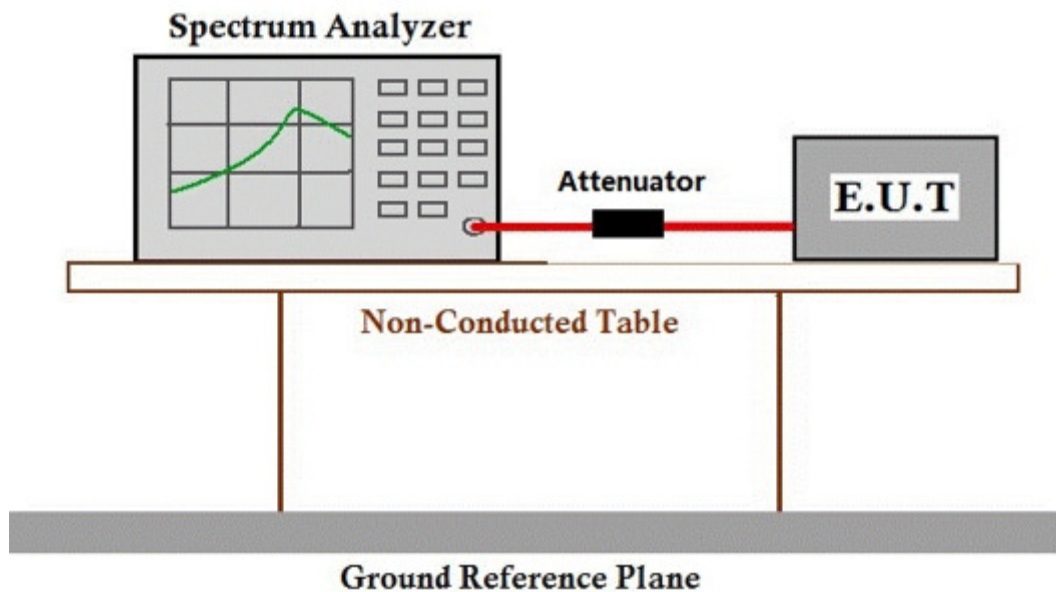 Spectrum Analyzer
Attenuator
E.U.T
Non-Conducted Table
Ground Reference Plane